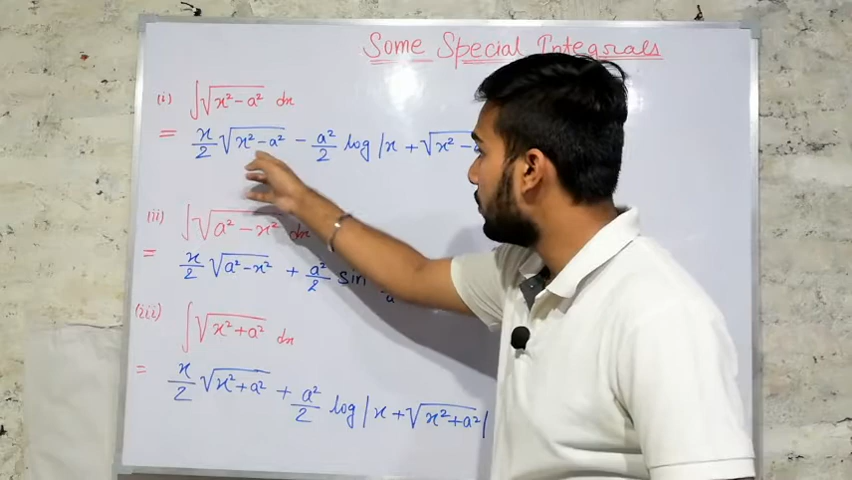 Some Special Integrals
(i) ∫√x² - a² dx
= x/2 √x² - a² - a²/2 log |x + √x² -
(ii) ∫√a² - x² dx
= x/2 √a² - x² + a²/2 sin
(iii) ∫√x² + a² dx
= x/2 √x² + a² + a²/2 log |x + √x² + a²|